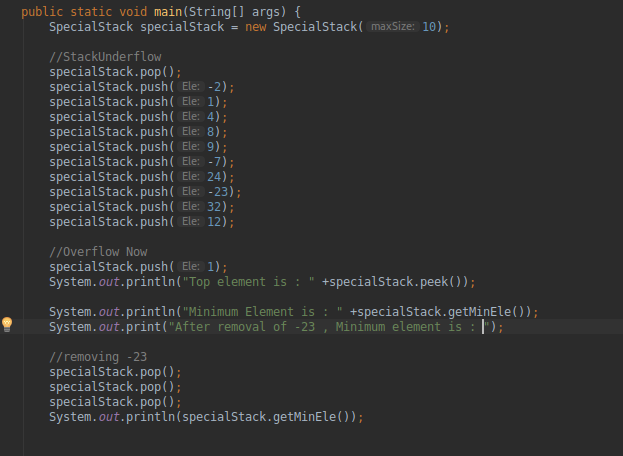 public static void main(String[] args) {
SpecialStack specialStack = new SpecialStack( maxSize: 10);
//StackUnderflow
specialStack.pop();
specialStack.push( Ele: -2);
specialStack.push( Ele: 1);
specialStack.push( Ele: 4);
specialStack.push( Ele: 8);
specialStack.push( Ele: 9);
specialStack.push( Ele: -7);
specialStack.push( Ele: 24);
specialStack.push( Ele: -23);
specialStack.push( Ele: 32);
specialStack.push( Ele: 12);
//Overflow Now
specialStack.push( Ele: 1);
System.out.println("Top element is : " +specialStack.peek());
System.out.println("Minimum Element is : " +specialStack.getMinEle());
System.out.print("After removal of -23 , Minimum element is : ");
//removing -23
specialStack.pop();
specialStack.pop();
specialStack.pop();
System.out.println(specialStack.getMinEle());